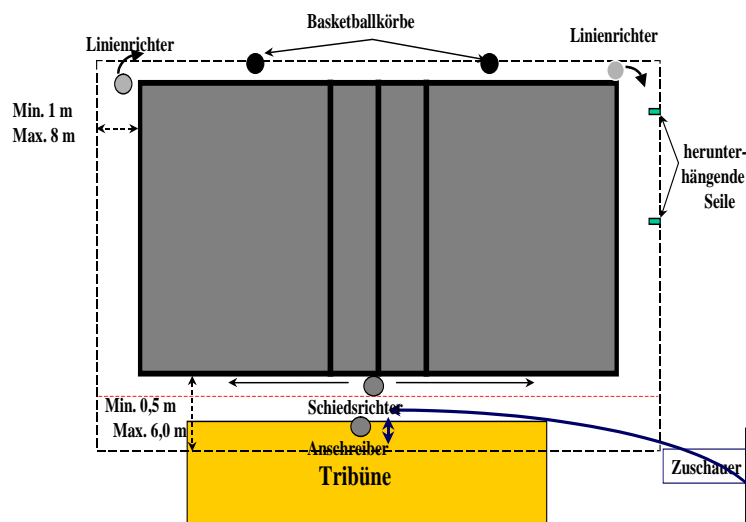 Basketballkörbe
Linienrichter
Linienrichter
Min. 1 m
Max. 8 m
herunter-
hängende
Seile
Min. 0,5 m
Max. 6,0 m
Schiedsrichter
Anschreiber
Tribüne
Zuschauer